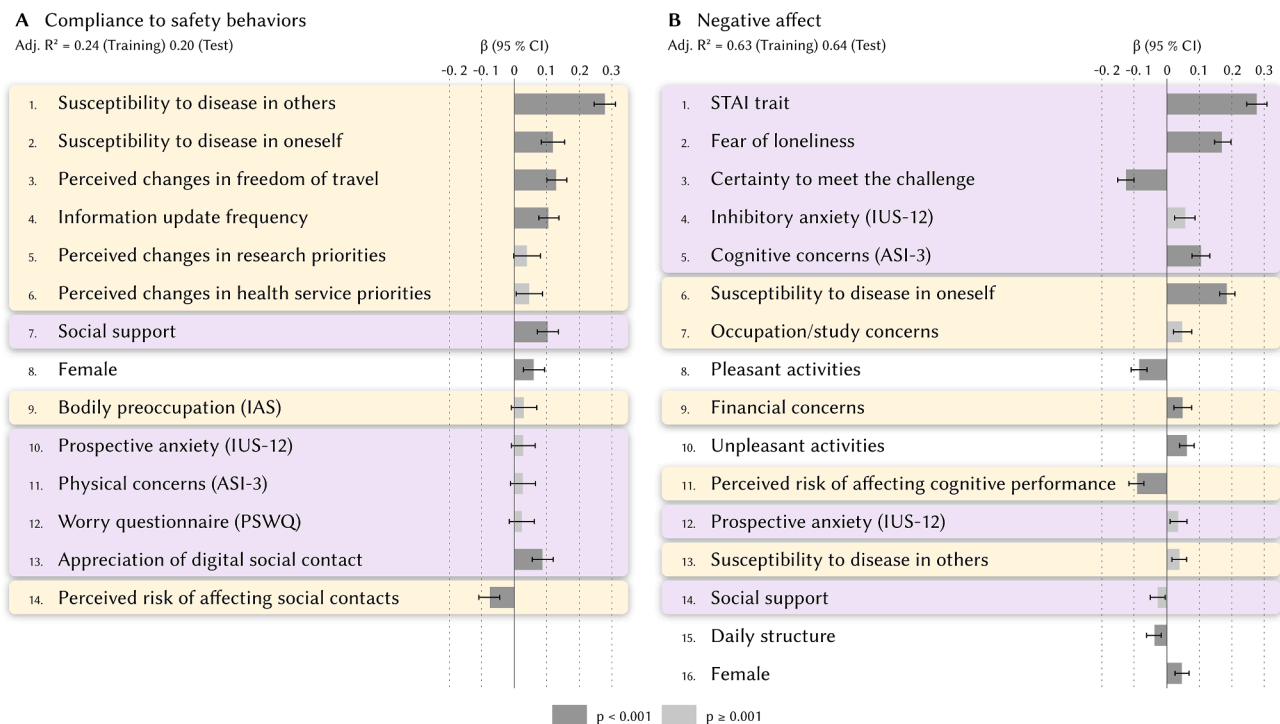 A Compliance to safety behaviors
Adj. R² = 0.24 (Training) 0.20 (Test)
β (95 % CI)
-0. 2 -0. 1 0 0.1 0.2 0.3
1. Susceptibility to disease in others
2. Susceptibility to disease in oneself
3. Perceived changes in freedom of travel
4. Information update frequency
5. Perceived changes in research priorities
6. Perceived changes in health service priorities
7. Social support
8. Female
9. Bodily preoccupation (IAS)
10. Prospective anxiety (IUS-12)
11. Physical concerns (ASI-3)
12. Worry questionnaire (PSWQ)
13. Appreciation of digital social contact
14. Perceived risk of affecting social contacts
B Negative affect
Adj. R² = 0.63 (Training) 0.64 (Test)
β (95 % CI)
-0. 2 -0.1 0 0.1 0.2 0.3
1. STAI trait
2. Fear of loneliness
3. Certainty to meet the challenge
4. Inhibitory anxiety (IUS-12)
5. Cognitive concerns (ASI-3)
6. Susceptibility to disease in oneself
7. Occupation/study concerns
8. Pleasant activities
9. Financial concerns
10. Unpleasant activities
11. Perceived risk of affecting cognitive performance
12. Prospective anxiety (IUS-12)
13. Susceptibility to disease in others
14. Social support
15. Daily structure
16. Female
p < 0.001 p ≥ 0.001